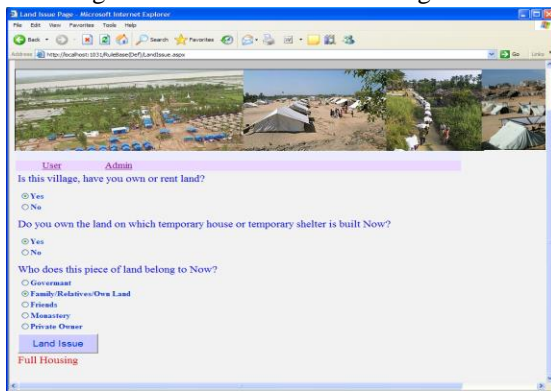 Land Issue Page - Microsoft Internet Explorer
File Edit View Favorites Tools Help
Back Search Favorites
Address http://localhost:1031/RuleBase(Def)/LandIssue.aspx Go Links
User Admin
Is this village, have you own or rent land?
Yes
No
Do you own the land on which temporary house or temporary shelter is built Now?
Yes
No
Who does this piece of land belong to Now?
Govermant
Family/Relatives/Own Land
Friends
Monastery
Private Owner
Land Issue
Full Housing